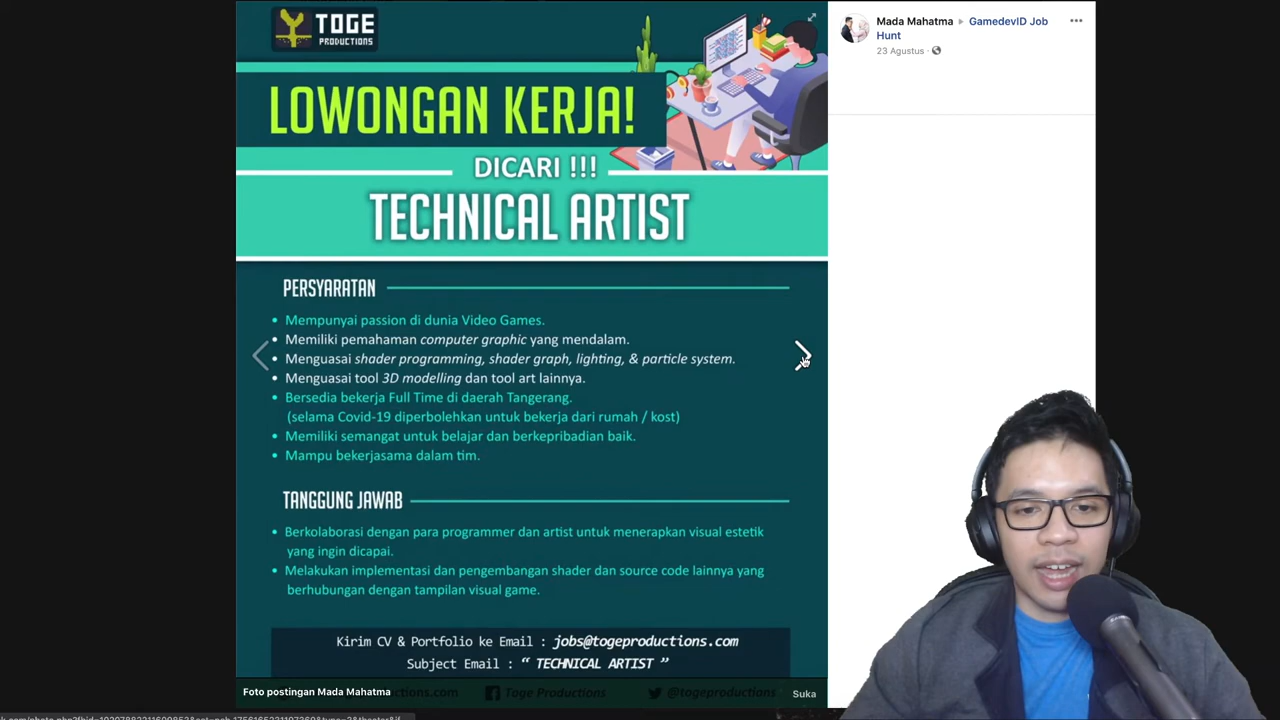 TOGE
PRODUCTIONS
LOWONGAN KERJA!
DICARI !!!
TECHNICAL ARTIST
PERSYARATAN
• Mempunyai passion di dunia Video Games.
• Memiliki pemahaman computer graphic yang mendalam.
• Menguasai shader programming, shader graph, lighting, & particle system.
• Menguasai tool 3D modelling dan tool art lainnya.
• Bersedia bekerja Full Time di daerah Tangerang.
(selama Covid-19 diperbolehkan untuk bekerja dari rumah / kost)
• Memiliki semangat untuk belajar dan berkepribadian baik.
• Mampu bekerjasama dalam tim.
TANGGUNG JAWAB
• Berkolaborasi dengan para programmer dan artist untuk menerapkan visual estetik
yang ingin dicapai.
• Melakukan implementasi dan pengembangan shader dan source code lainnya yang
berhubungan dengan tampilan visual game.
Kirim CV & Portfolio ke Email : jobs@togeproductions.com
Subject Email : “ TECHNICAL ARTIST ”
Foto postingan Mada Mahatma
Toge Productions
@togeproductions
Suka
Mada Mahatma
GamedevID Job
Hunt
23 Agustus